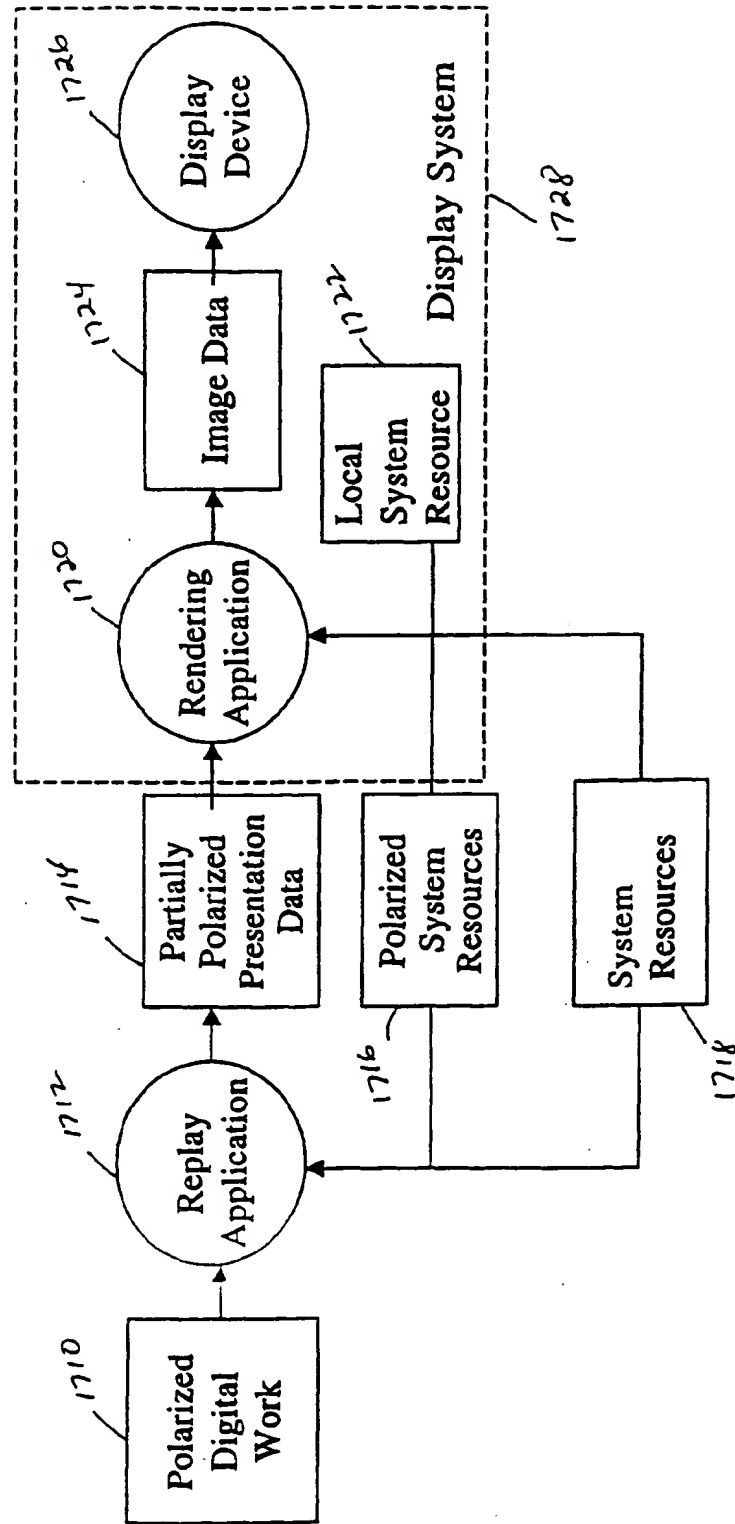 1710
Polarized
Digital
Work
1712
Replay
Application
1714
Partially
Polarized
Presentation
Data
1716
Polarized
System
Resources
System
Resources
1718
1720
Rendering
Application
1724
Image Data
1726
Display
Device
1722
Local
System
Resource
Display System
1728